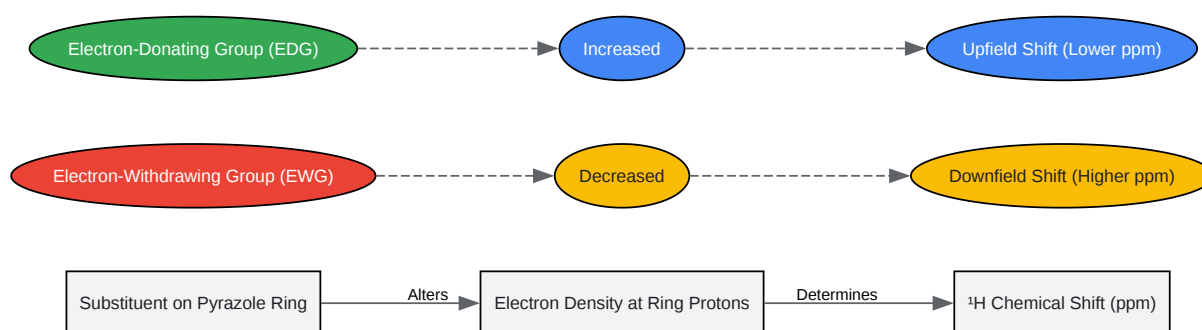 Electron-Donating Group (EDG)
Increased
Upfield Shift (Lower ppm)
Electron-Withdrawing Group (EWG)
Decreased
Downfield Shift (Higher ppm)
Substituent on Pyrazole Ring
Alters
Electron Density at Ring Protons
Determines
¹H Chemical Shift (ppm)